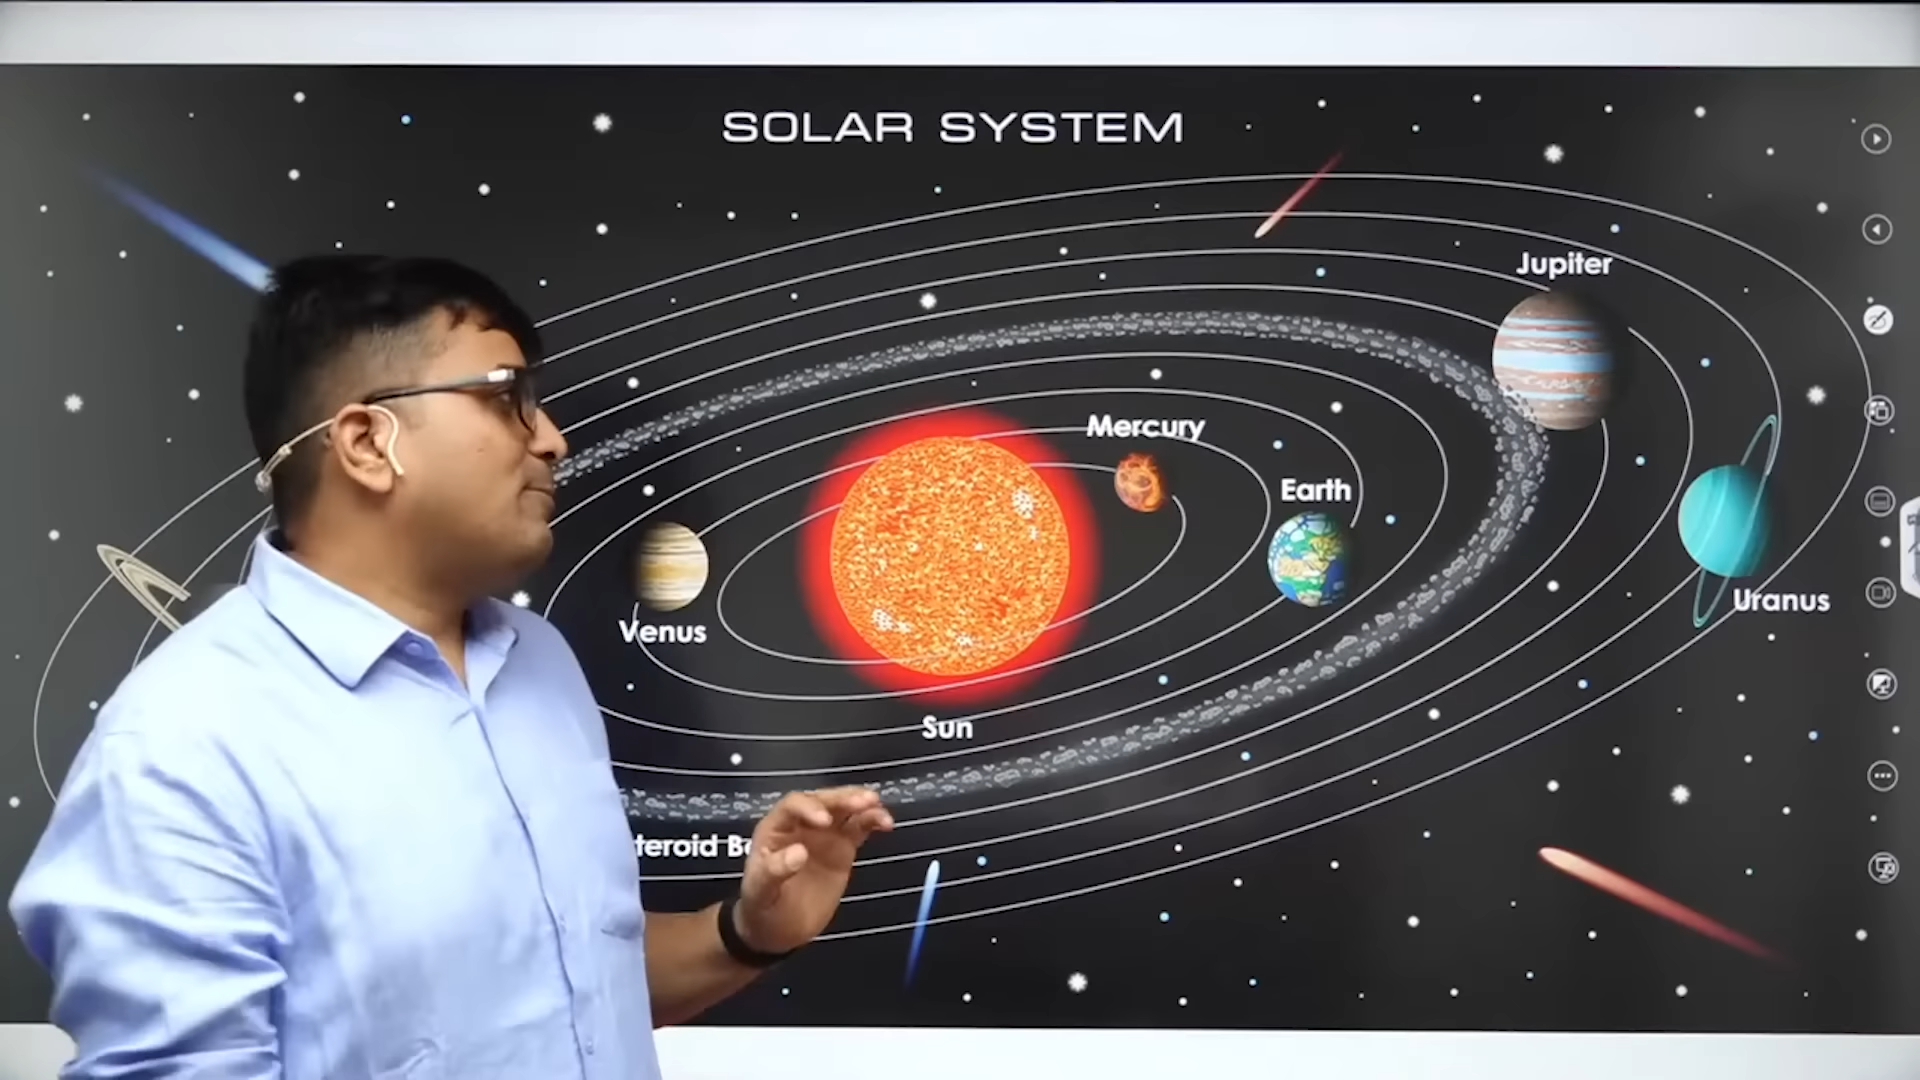 SOLAR SYSTEM
Jupiter
Mercury
Earth
Uranus
Venus
Sun